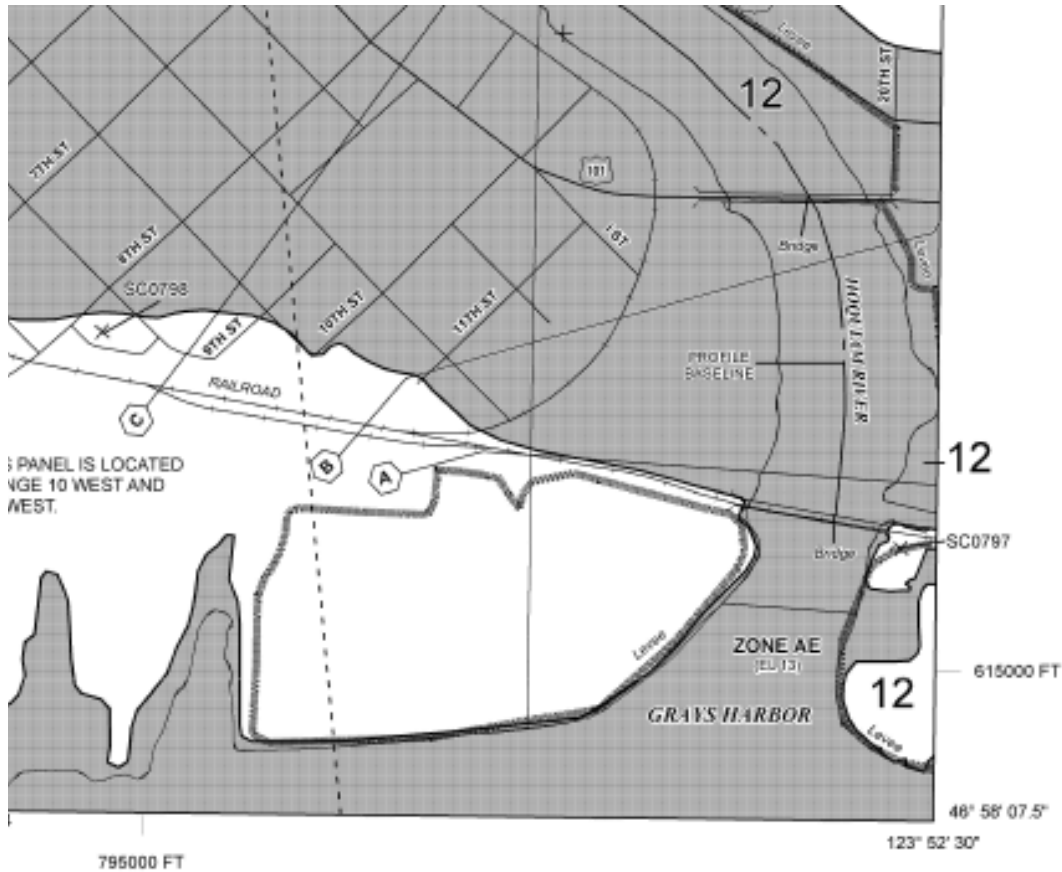 Levee
20TH ST
12
7TH ST
101
8TH ST
I ST
Bridge
Levee
SC0798
9TH ST
10TH ST
11TH ST
HOQUIAM RIVER
PROFILE
BASELINE
RAILROAD
C
B
A
12
S PANEL IS LOCATED
NGE 10 WEST AND
WEST.
Bridge
SC0797
Levee
ZONE AE
(EL 13)
615000 FT
12
GRAYS HARBOR
Levee
46° 58' 07.5"
123° 52' 30"
795000 FT